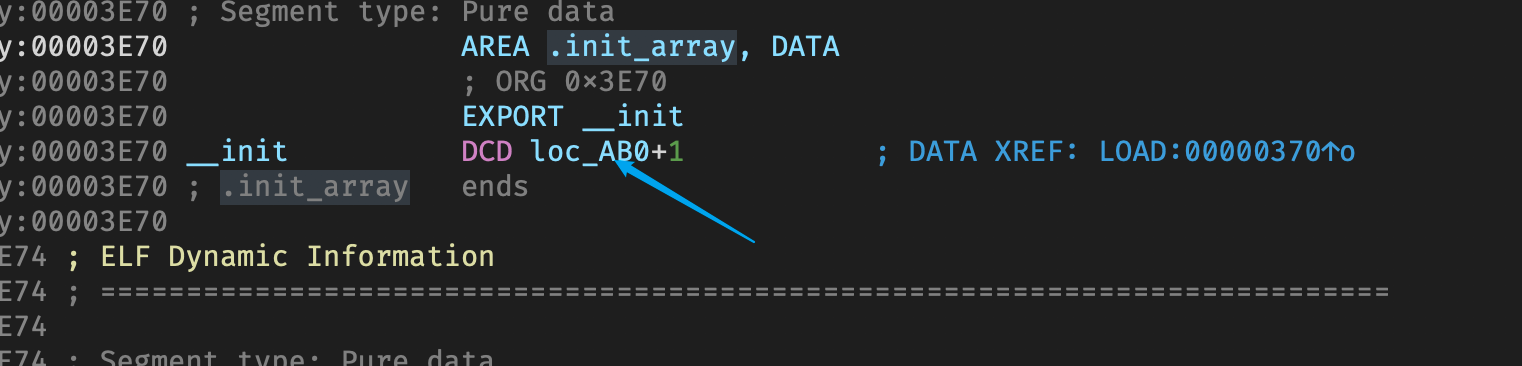 y:00003E70 ; Segment type: Pure data
y:00003E70 AREA .init_array, DATA
y:00003E70 ; ORG 0×3E70
y:00003E70 EXPORT __init
y:00003E70 __init DCD loc_AB0+1 ; DATA XREF: LOAD:00000370↑o
y:00003E70 ; .init_array ends
y:00003E70
E74 ; ELF Dynamic Information
E74 ; ===========================================================================
E74
E74 ; Segment type: Pure data